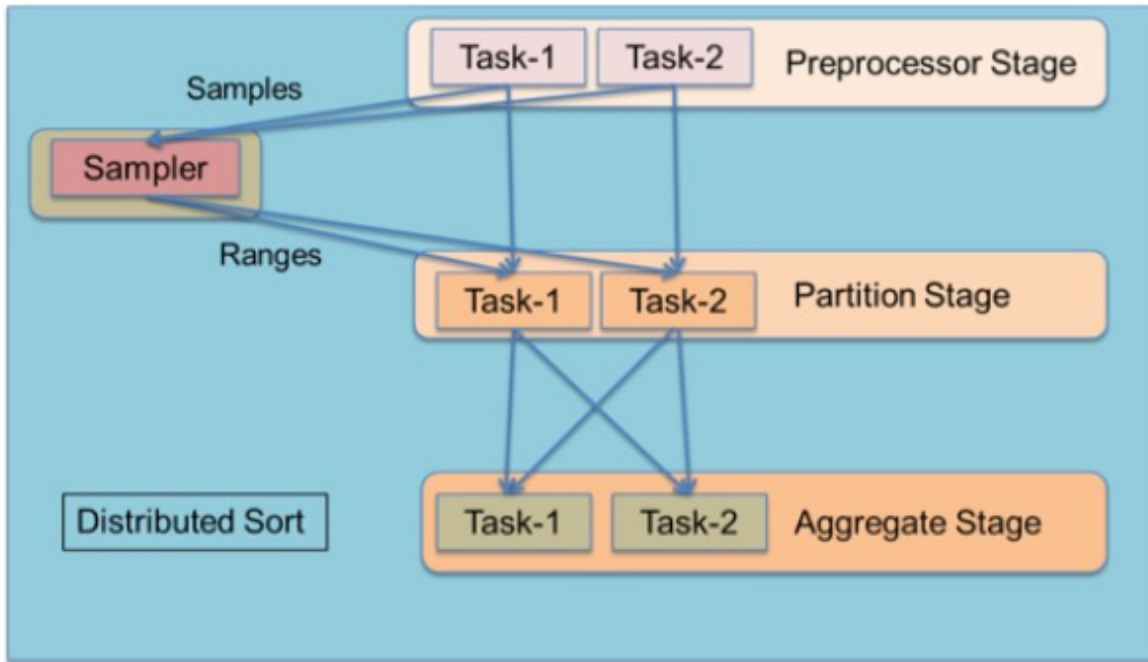 Task-1 Task-2 Preprocessor Stage
Samples
Sampler
Ranges
Task-1 Task-2 Partition Stage
Distributed Sort
Task-1 Task-2 Aggregate Stage